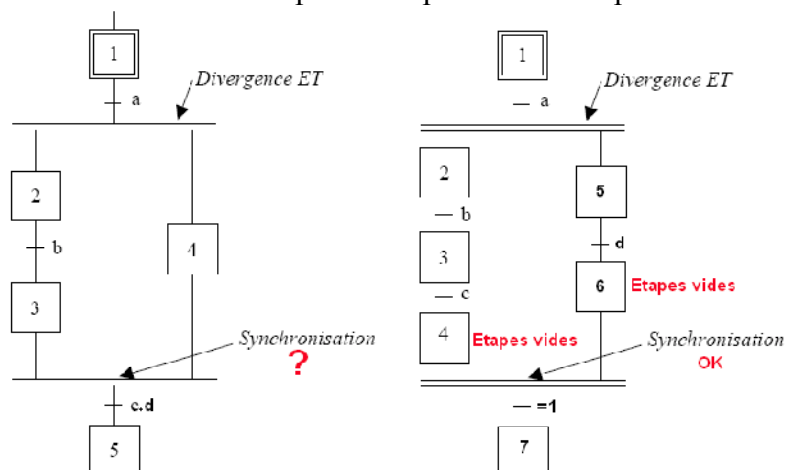 1
a
Divergence ET
2
b
3
4
Synchronisation
?
c.d
5
1
a
Divergence ET
2
b
3
c
4
Etapes vides
5
d
6
Etapes vides
Synchronisation
OK
=1
7